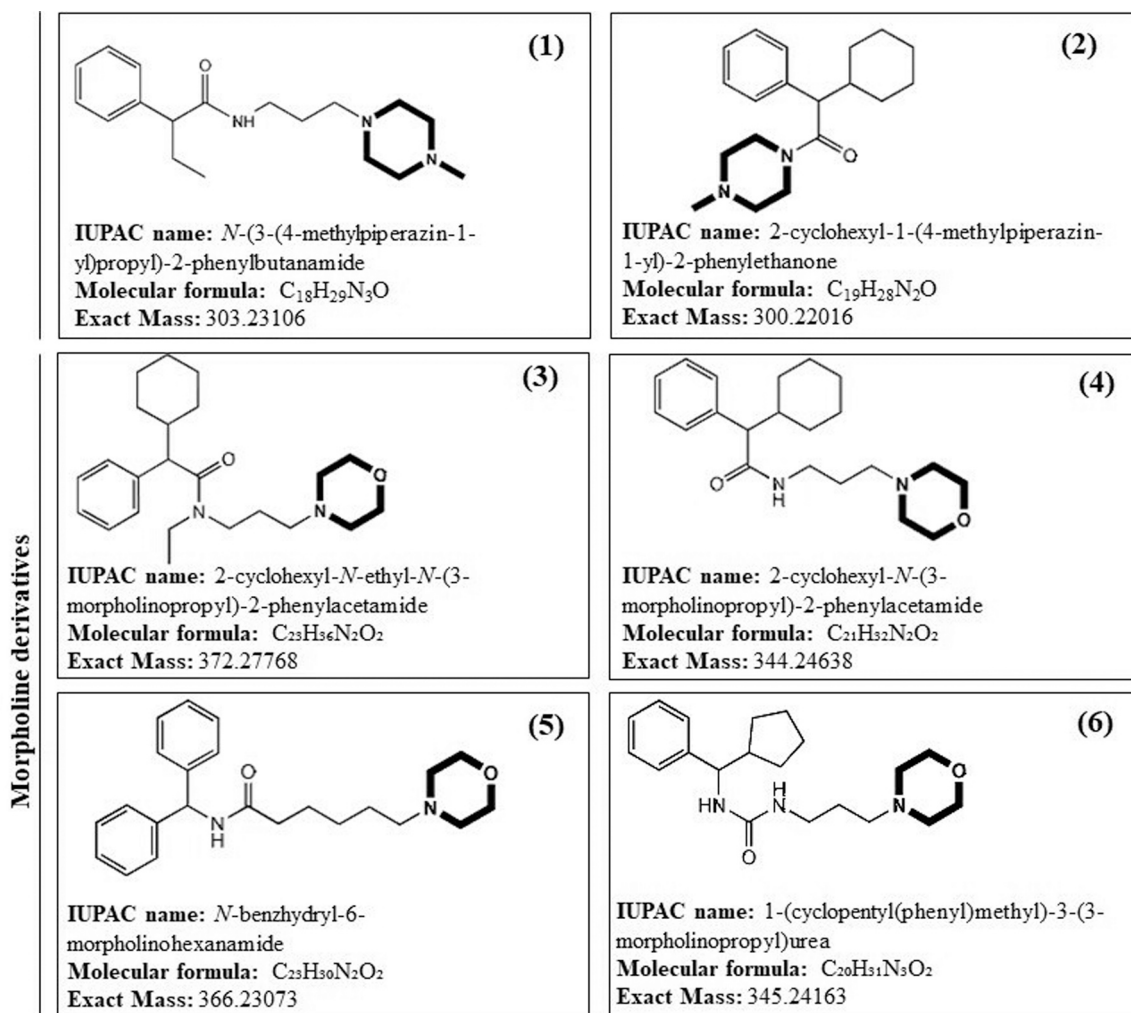 (1)
O
NH
N
N
IUPAC name: N-(3-(4-methylpiperazin-1-
yl)propyl)-2-phenylbutanamide
Molecular formula: C₁₈H₂₉N₃O
Exact Mass: 303.23106
(2)
N
O
N
IUPAC name: 2-cyclohexyl-1-(4-methylpiperazin-
1-yl)-2-phenylethanone
Molecular formula: C₁₉H₂₈N₂O
Exact Mass: 300.22016
Morpholine derivatives
(3)
O
O
N
N
IUPAC name: 2-cyclohexyl-N-ethyl-N-(3-
morpholinopropyl)-2-phenylacetamide
Molecular formula: C₂₃H₃₆N₂O₂
Exact Mass: 372.27768
(4)
O
N
H
N
O
IUPAC name: 2-cyclohexyl-N-(3-
morpholinopropyl)-2-phenylacetamide
Molecular formula: C₂₁H₃₂N₂O₂
Exact Mass: 344.24638
(5)
O
O
N
N
H
IUPAC name: N-benzhydryl-6-
morpholinohexanamide
Molecular formula: C₂₃H₃₀N₂O₂
Exact Mass: 366.23073
(6)
O
H
HN
N
N
O
IUPAC name: 1-(cyclopentyl(phenyl)methyl)-3-(3-
morpholinopropyl)urea
Molecular formula: C₂₀H₃₁N₃O₂
Exact Mass: 345.24163